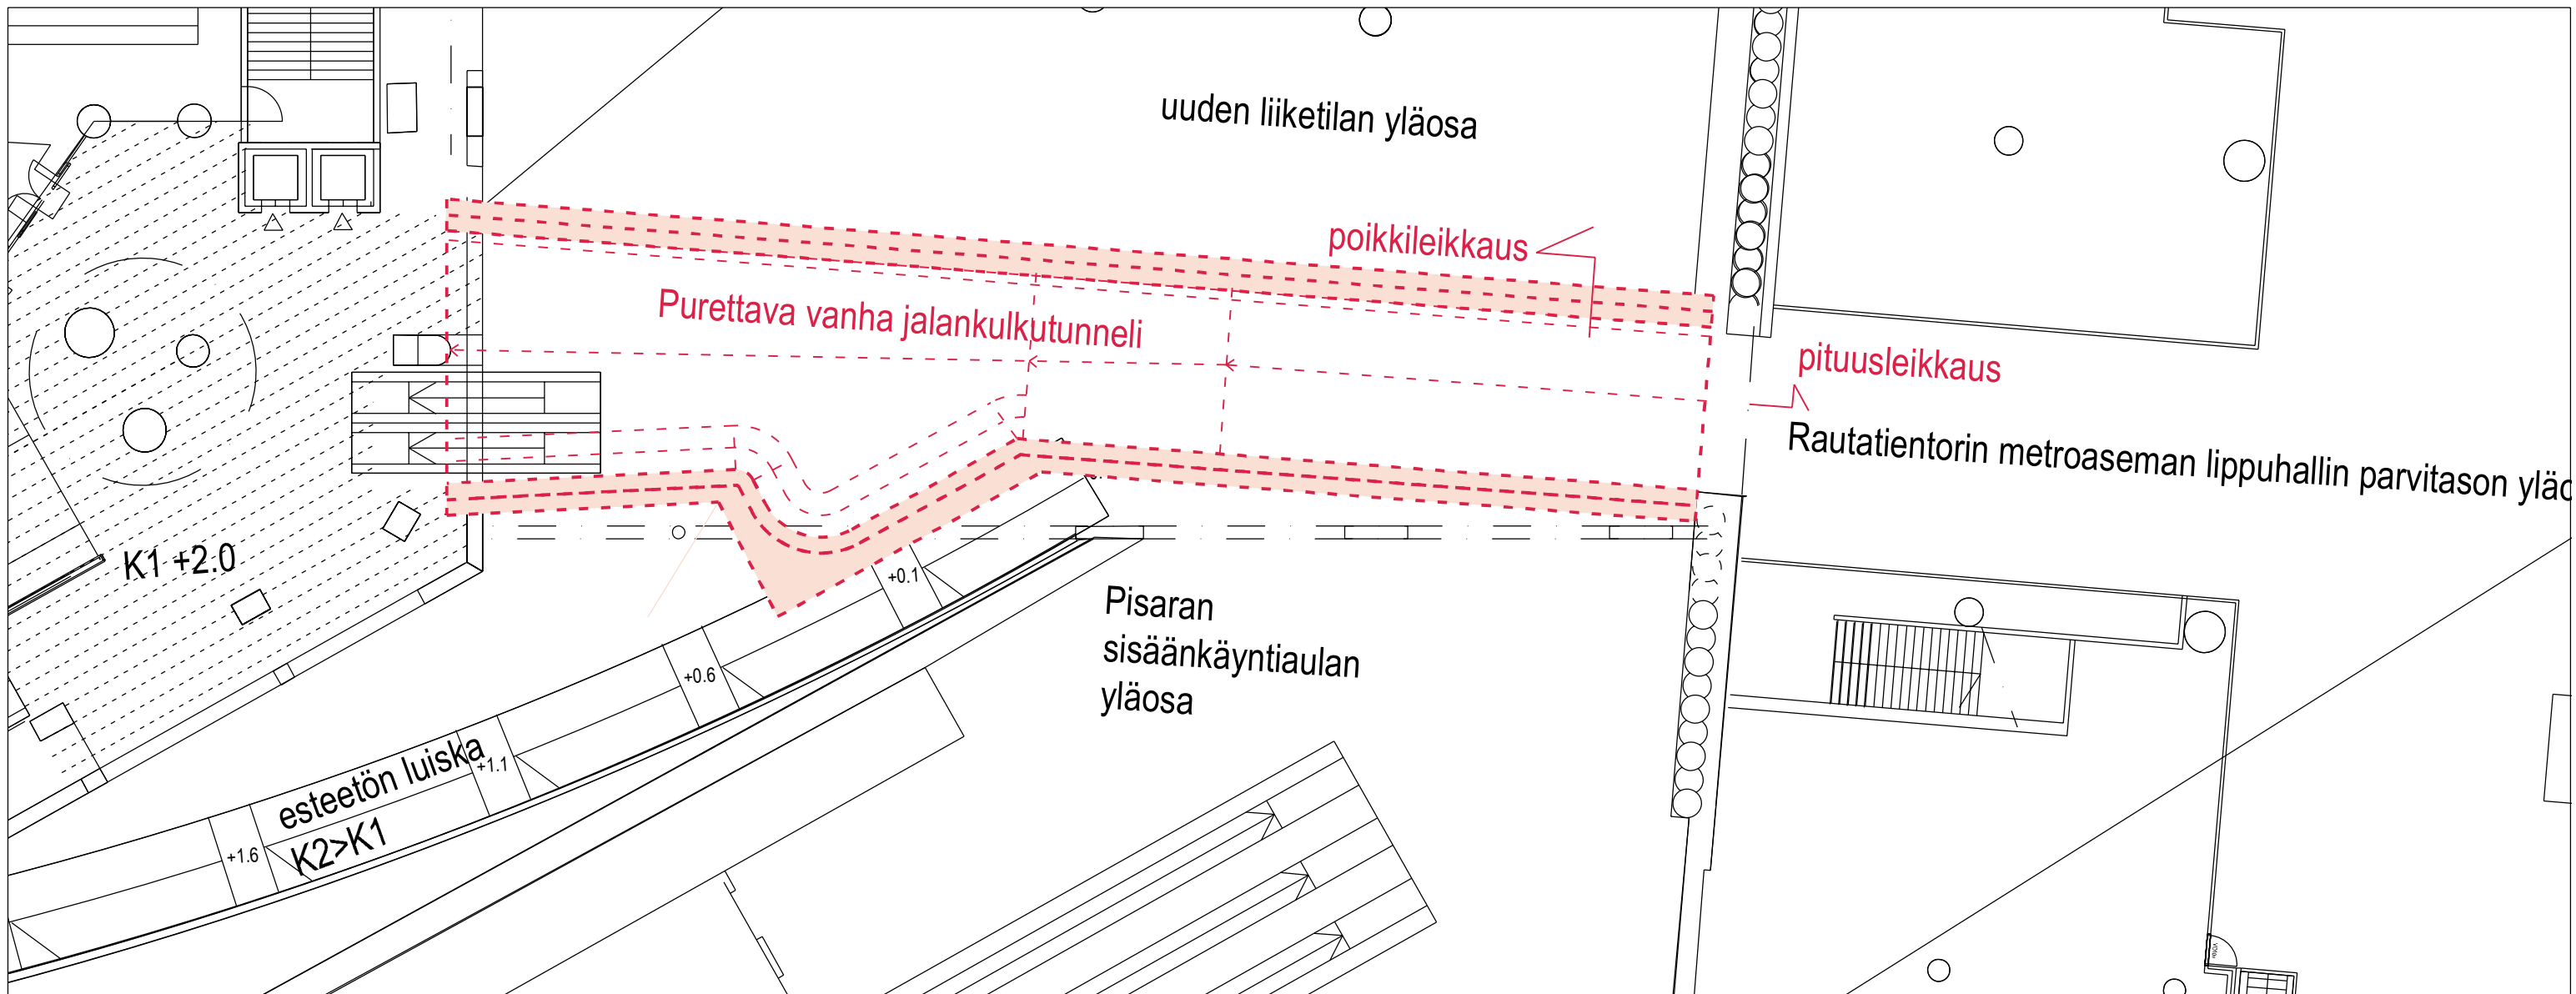 uuden liiketilan yläosa
poikkileikkaus
Purettava vanha jalankulkutunneli
pituusleikkaus
Rautatientorin metroaseman lippuhallin parvitason
K1 +2.0
+0.1
Pisaran
sisäänkäyntiaulan
yläosa
+0.6
+1.1
esteetön luiska
K2>K1
+1.6